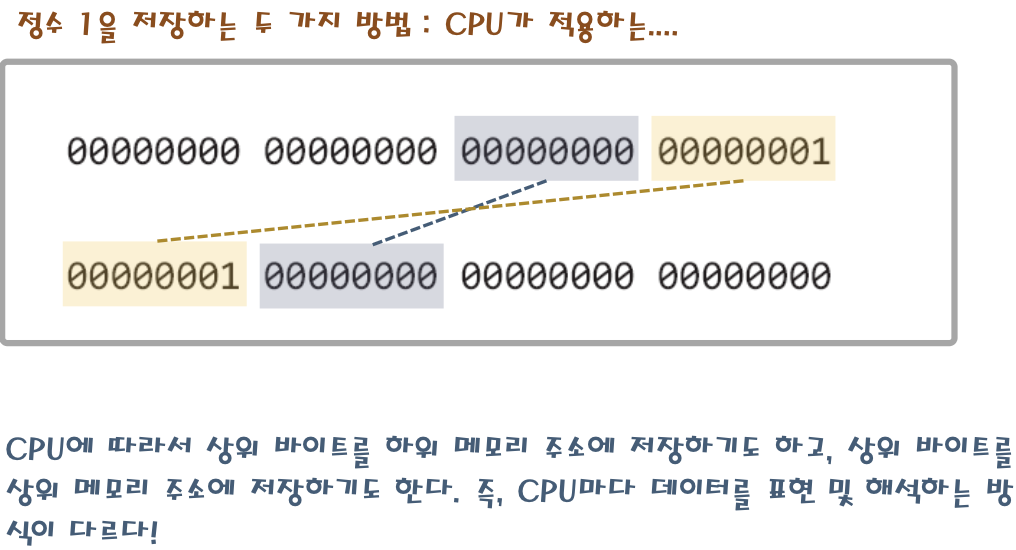 정수 1을 저장하는 두 가지 방법 : CPU가 적용하는....
00000000 00000000 00000000 00000001
00000001 00000000 00000000 00000000
CPU에 따라서 상위 바이트를 하위 메모리 주소에 저장하기도 하고, 상위 바이트를
상위 메모리 주소에 저장하기도 한다. 즉, CPU마다 데이터를 표현 및 해석하는 방
식이 다르다!